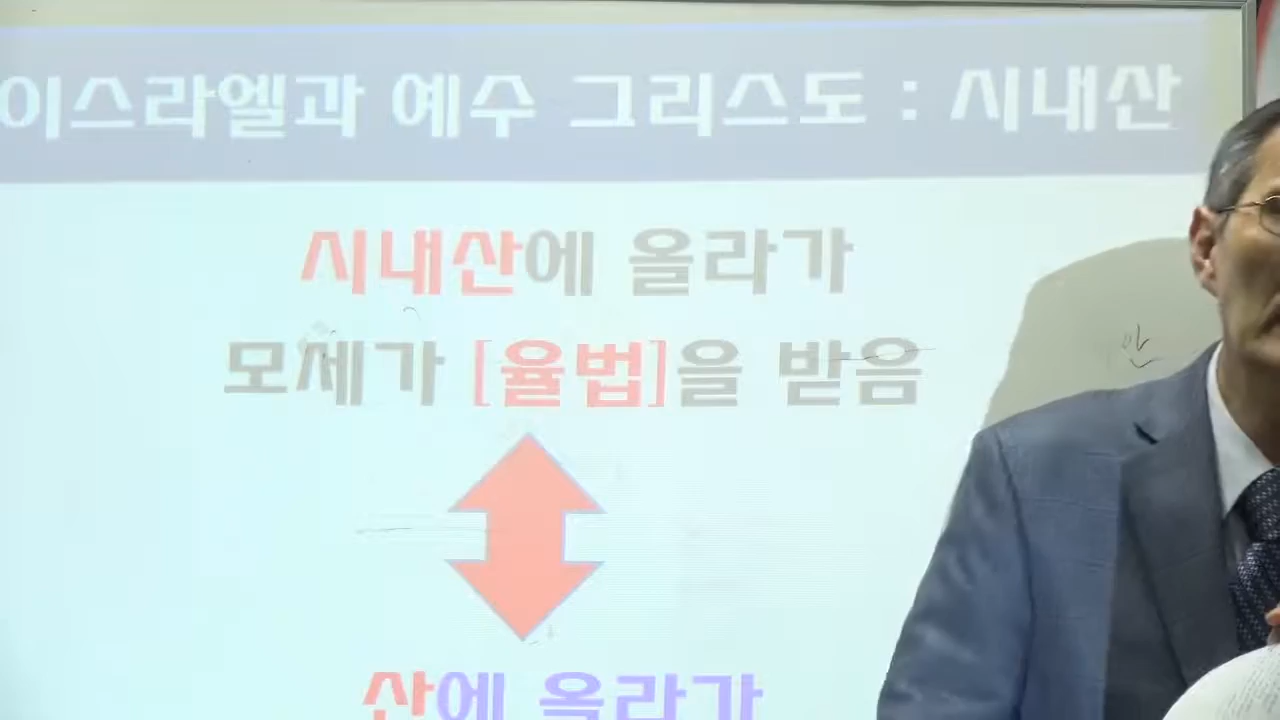 이스라엘과 예수 그리스도 : 시내산
시내산에 올라가
모세가 [율법]을 받음
산에 올라가